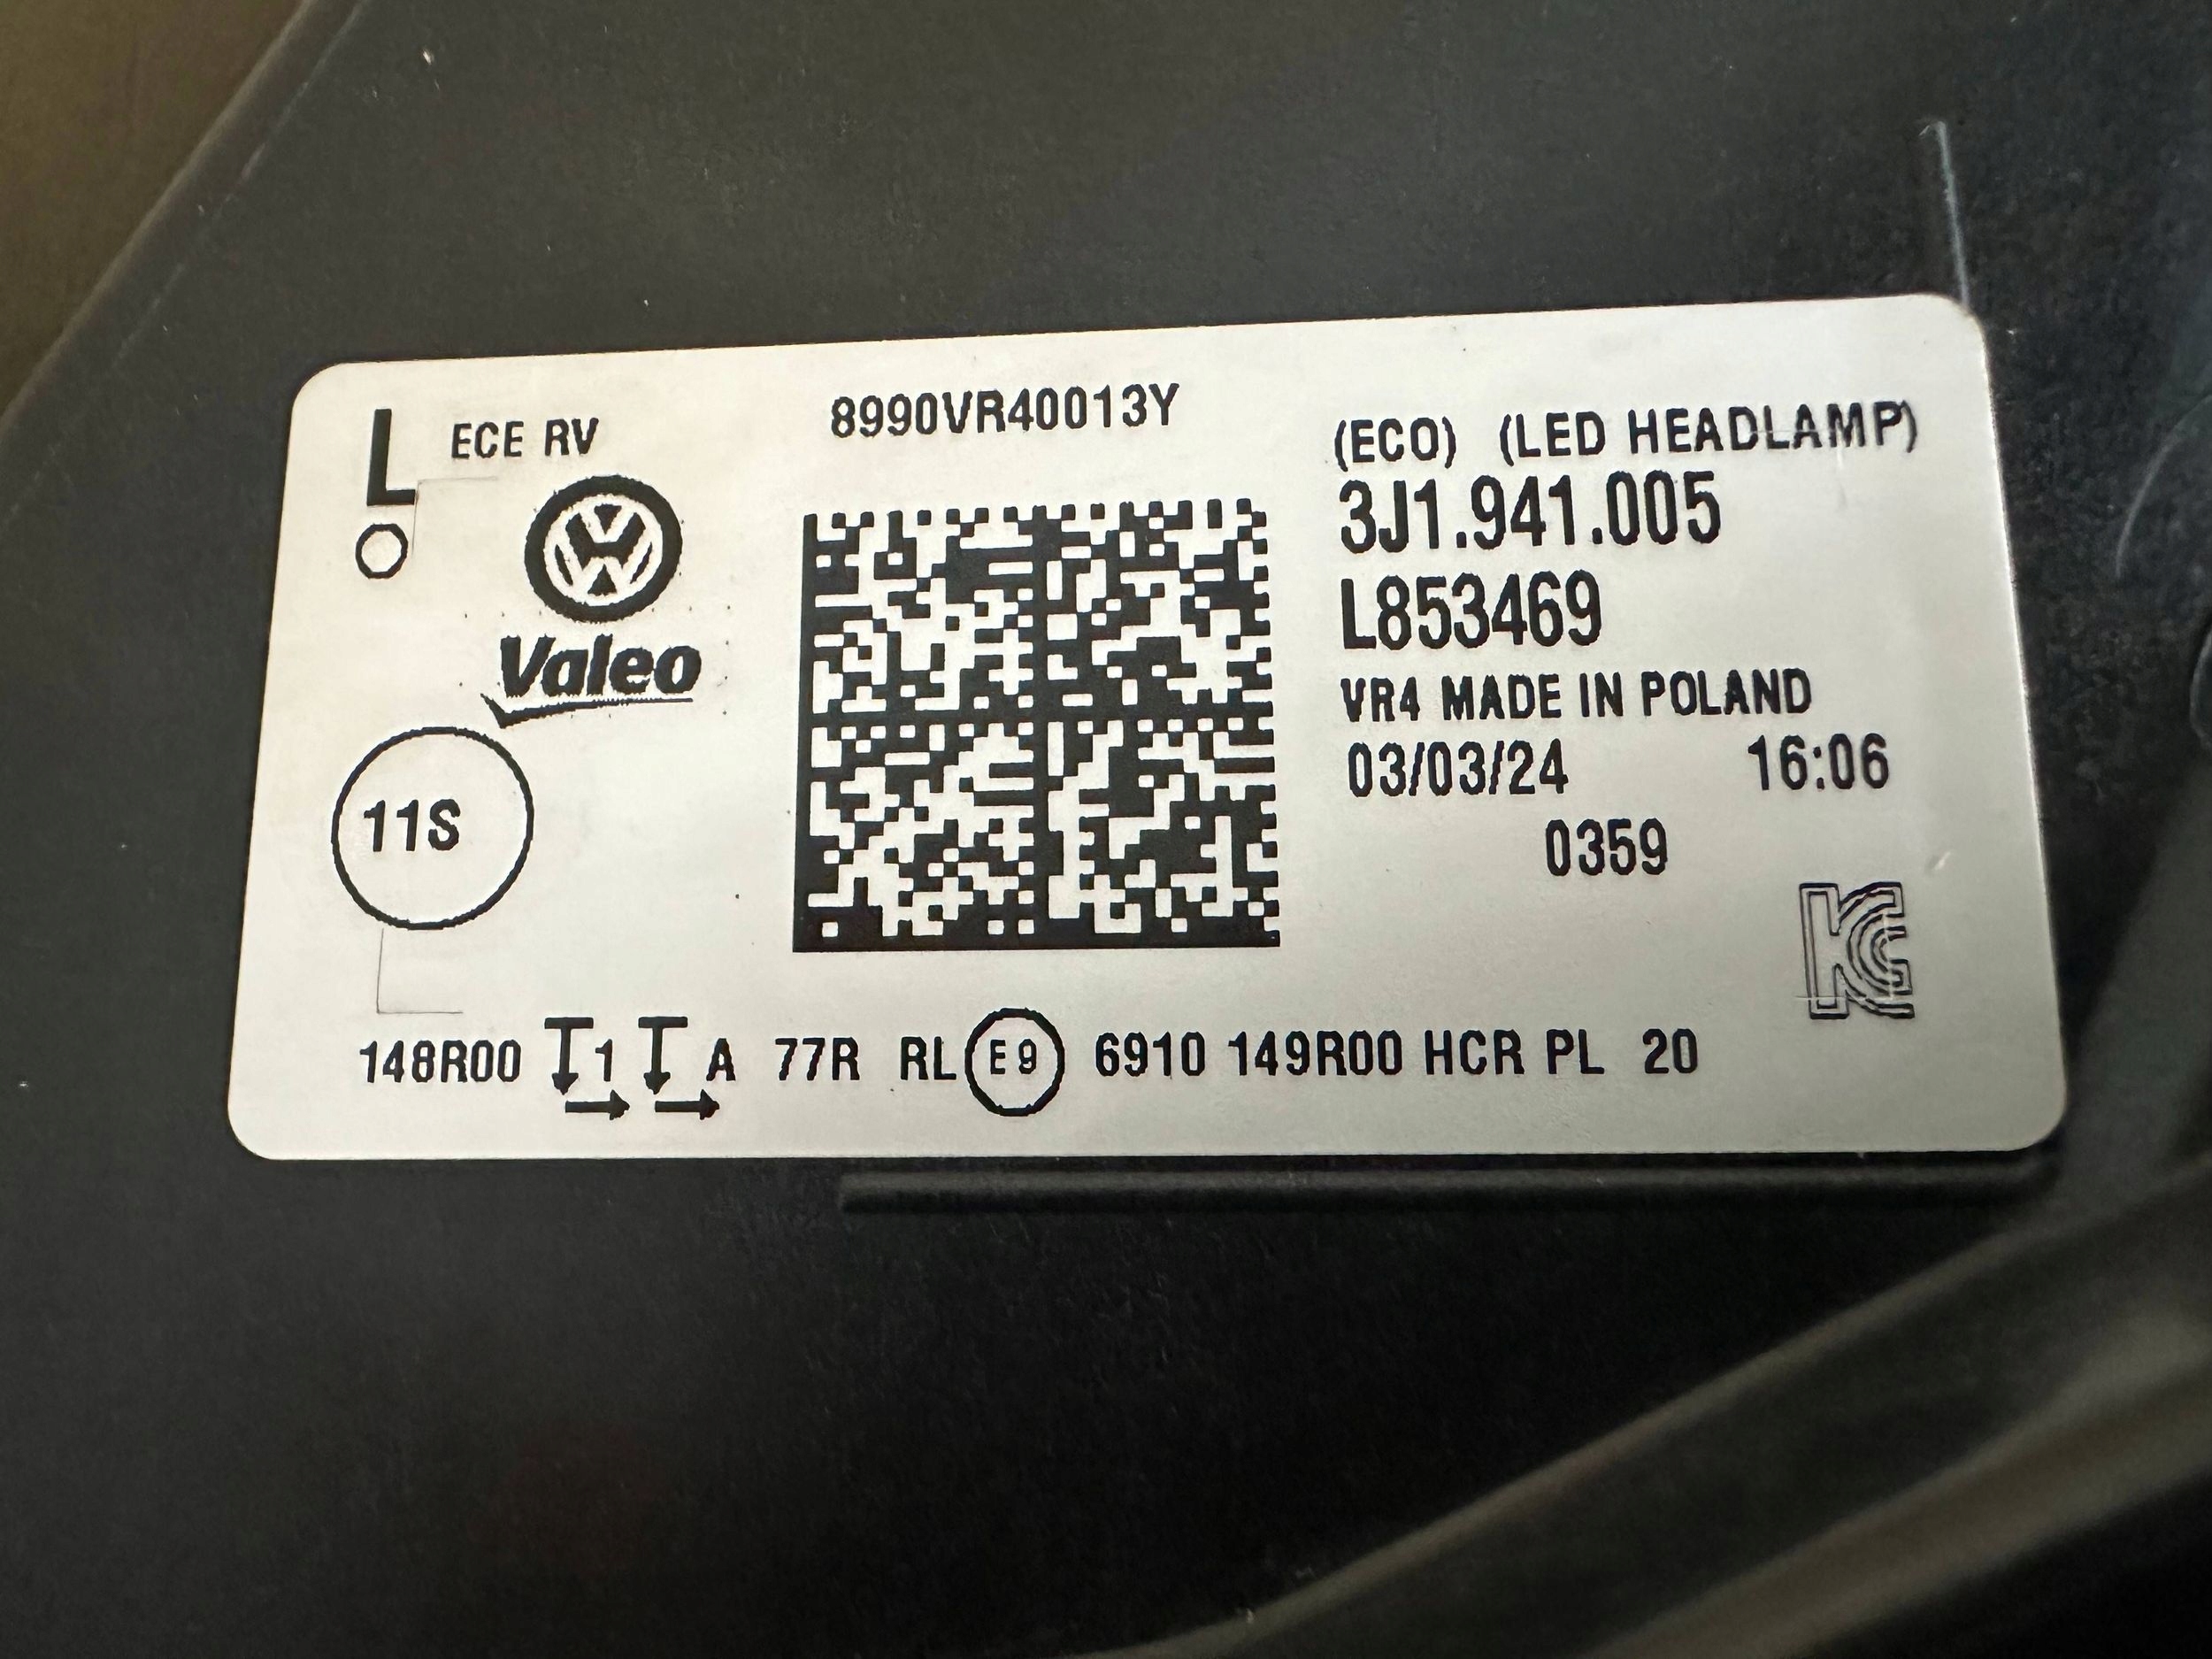 L ECE RV
8990VR40013Y
Valeo
11S
(ECO) (LED HEADLAMP)
3J1.941.005
L853469
VR4 MADE IN POLAND
03/03/24 16:06
0359
148R00 1 A 77R RL E9 6910 149R00 HCR PL 20